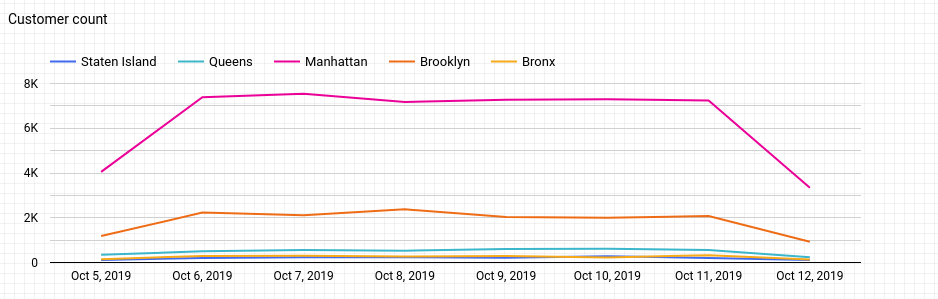 Customer count
Staten Island Queens Manhattan Brooklyn Bronx
8K
6K
4K
2K
0
Oct 5, 2019 Oct 6, 2019 Oct 7, 2019 Oct 8, 2019 Oct 9, 2019 Oct 10, 2019 Oct 11, 2019 Oct 12, 2019